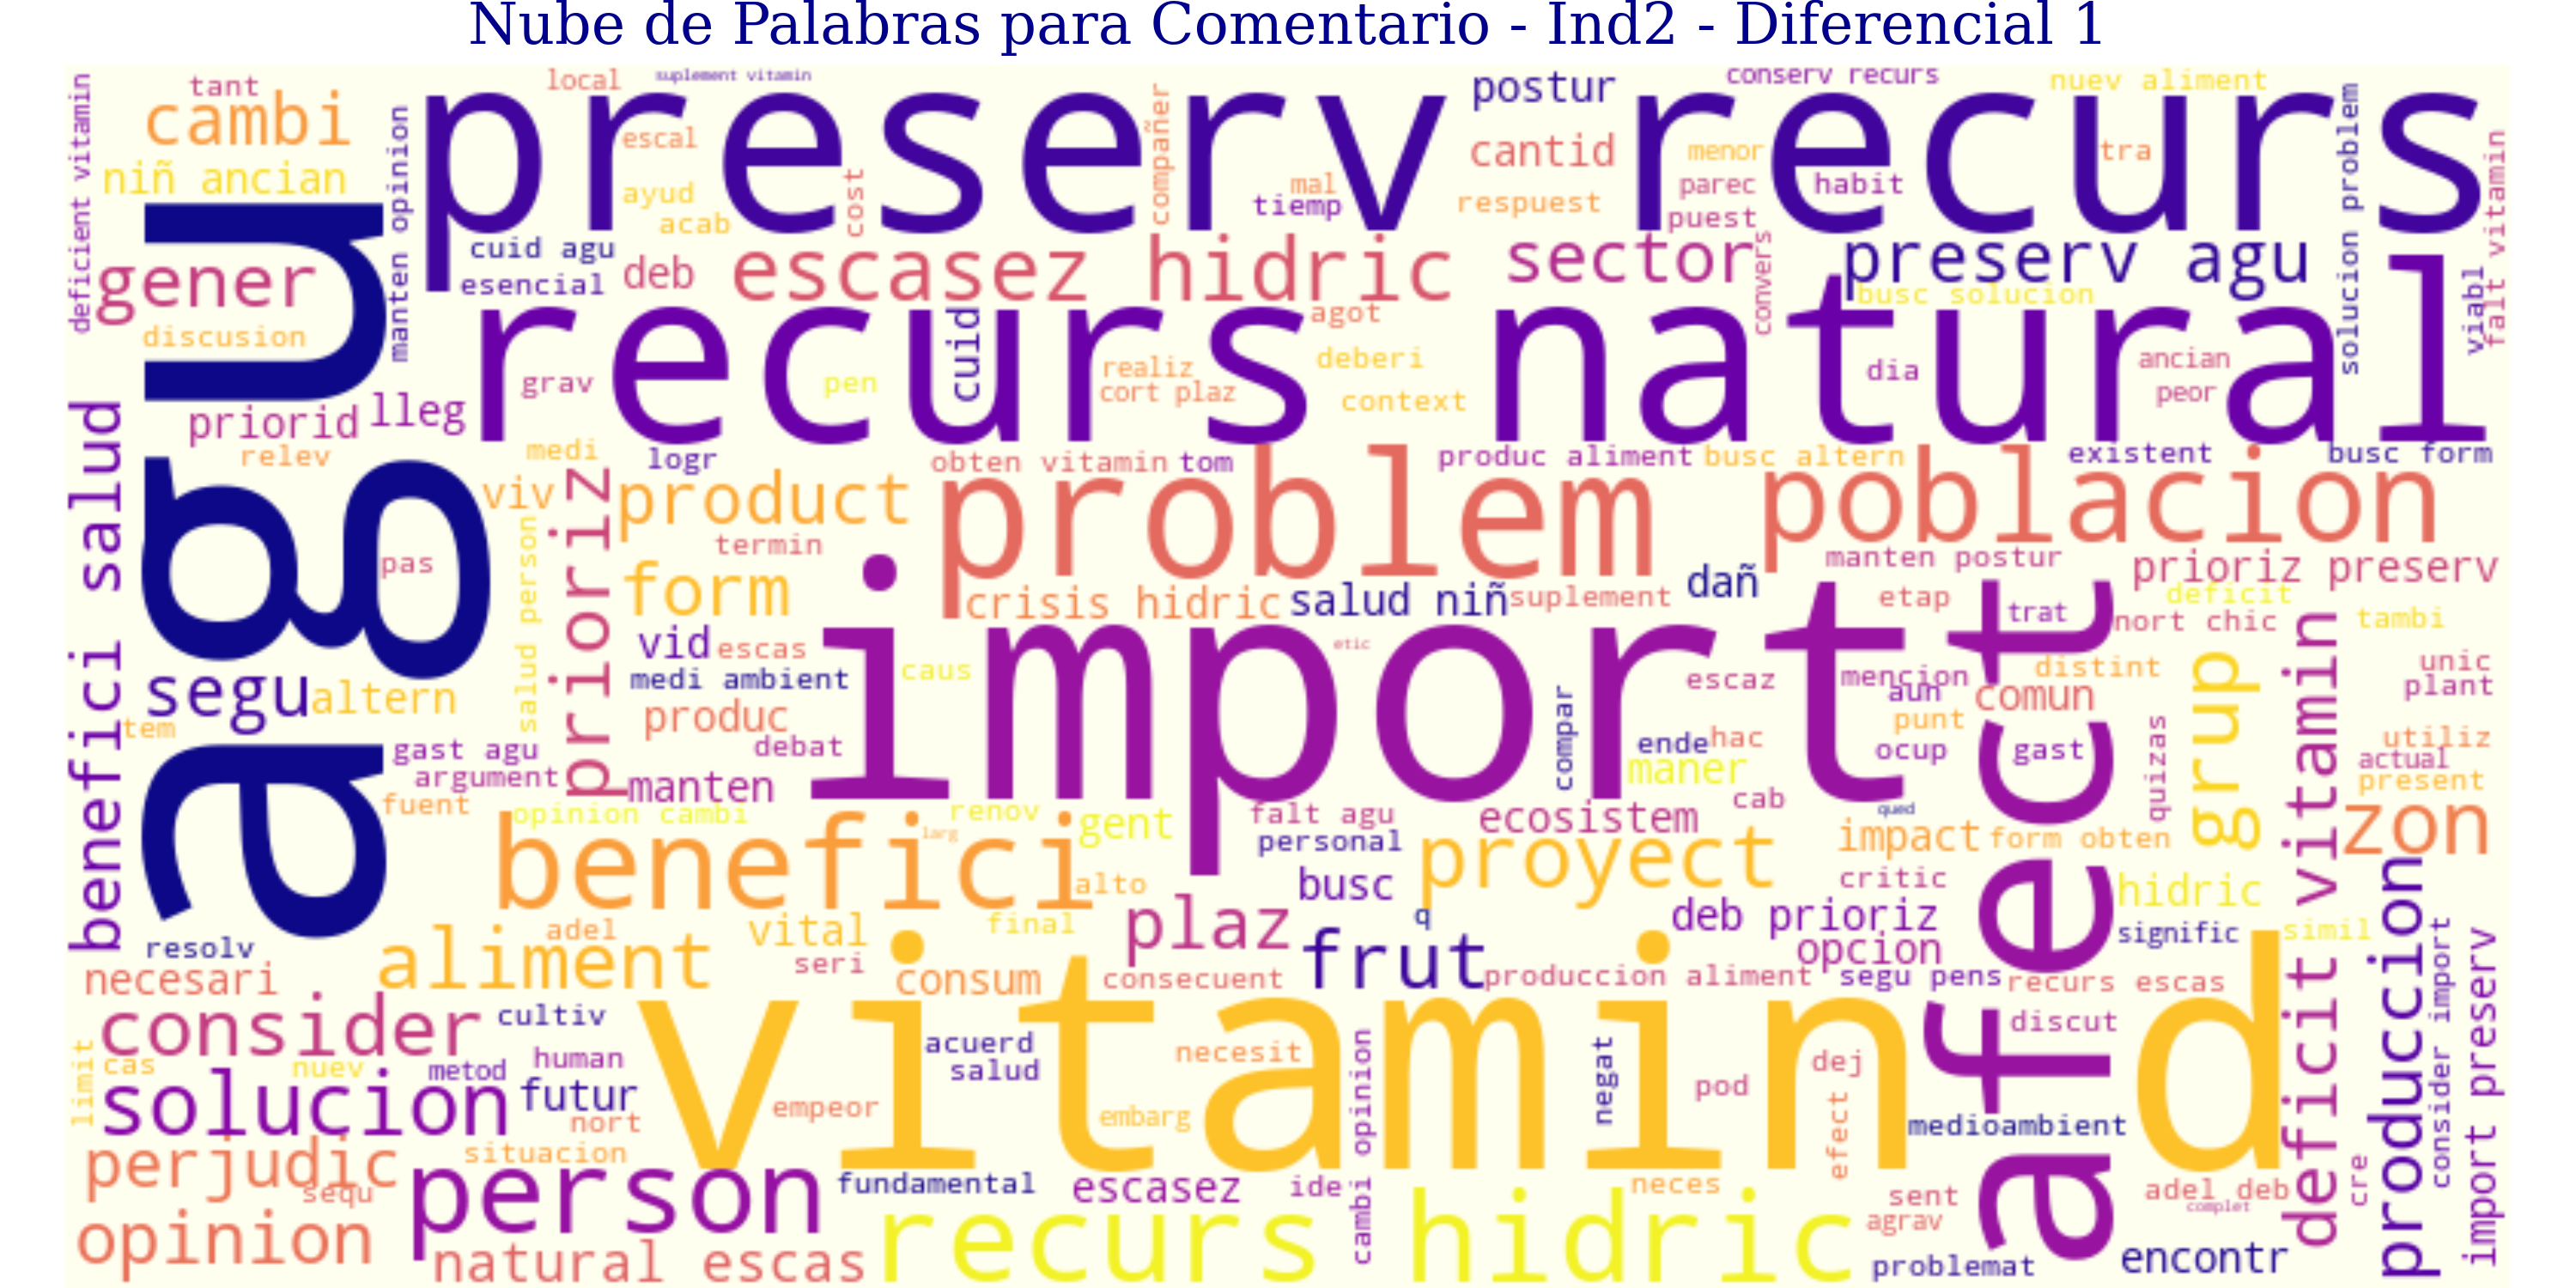 Nube de Palabras para Comentario - Ind2 - Diferencial 1
deficient vitamin
tant
cambi
niñ ancian
manten opinion
local
suplement vitamin
preserv recurs
escal
ayud
acab
cost
compañer
mal
tiemp
postur
cantid
respuest
conserv recurs
menor
parec
puest
habit
tra
nuev aliment
solucion problem
falt vitamin
agu
gener
discusion
cuid agu
esencial
deb
escasez hidric
sector
convers
preserv agu
busc solucion
viabl
recurs natural
grav
pen
cuid
agot
realiz
cort plaz
deberi
context
dia
ancian
peor
priorid
lleg
relev
benefici salud
medi
logr
obten vitamin
tom
produc aliment
busc altern
existent
busc form
viv
prioriz
product
termin
problem
poblacion
pas
salud person
form
crisis hidric
salud niñ
suplement
dañ
manten postur
prioriz preserv
etap
trat
deficit
nort chic
tambi
vid
escas
import
etic
medi ambient
caus
segu
altern
produc
escaz
mencion
aun
distint
comun
unic
plant
tem
gast agu
argument
fuent
debat
manten
compar
ende
hac
maner
punt
ocup
gast
quizas
grup
deficit vitamin
utiliz
actual
present
opinion cambi
renov
gent
falt agu
personal
ecosistem
cab
qued
impact
form obten
zon
benefici
larg
alto
busc
proyect
critic
hidric
affect
resolv
necesari
aliment
adel
vital
seri
final
consum
plaz
consecuent
frut
q
deb prioriz
opcion
produccion aliment
segu pens
recurs escas
signific
simil
produccion
consider import
import preserv
consider
cultiv
vitamin d
acuerd
salud
necesit
discut
limit
cas
nuev
metod
human
solucion
futur
nort
empeor
embarg
cambi opinion
negat
pod
dej
efect
medioambient
perjudic
sequ
situacion
person
fundamental
escasez
ide
neces
sent
agrav
adel deb
complet
cre
opinion
natural escas
recurs hidric
problemat
encontr